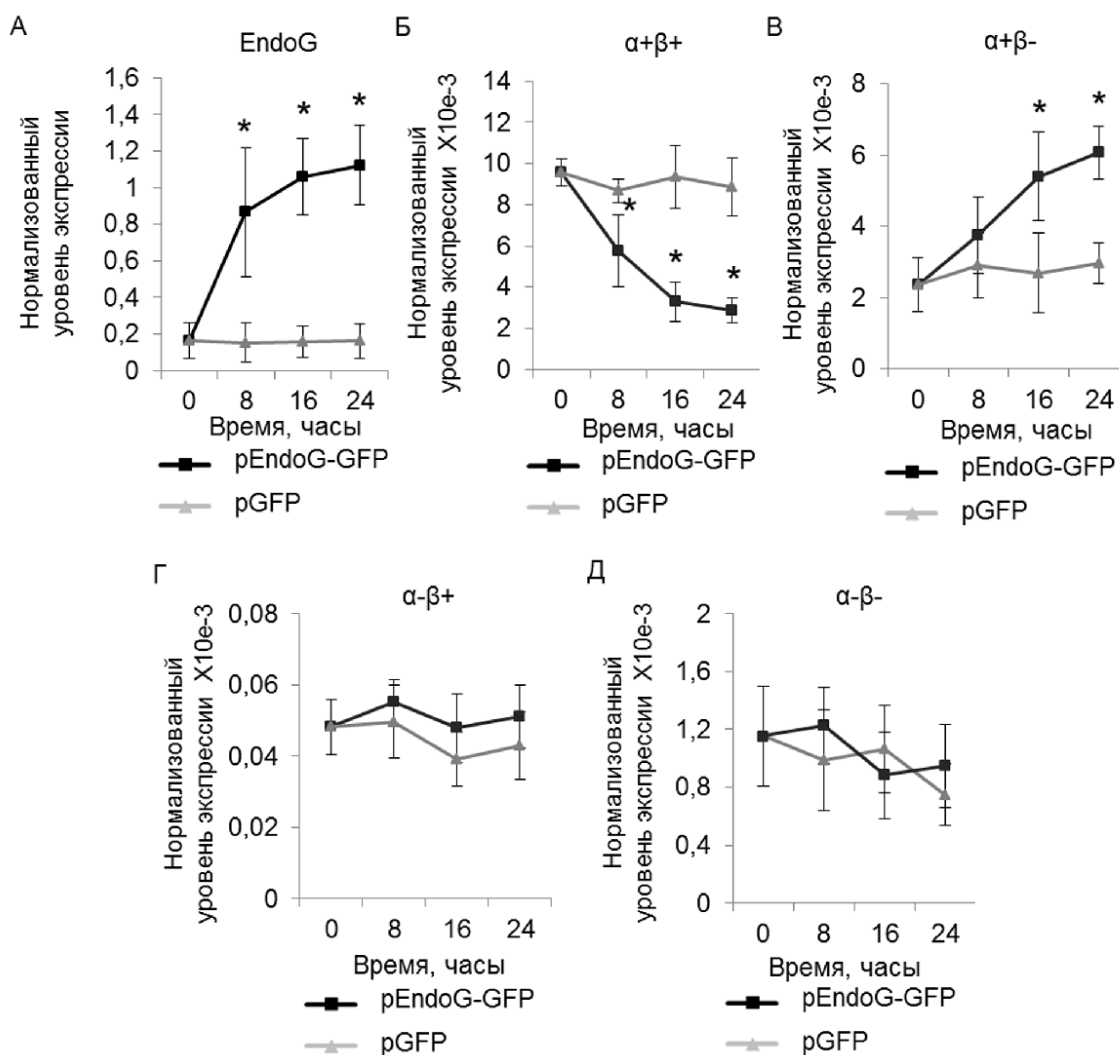 А
EndoG
Нормализованный
уровень экспрессии
1,6
1,4
1,2
1
0,8
0,6
0,4
0,2
0
* * *
0 8 16 24
Время, часы
pEndoG-GFP
pGFP
Б
α+β+
Нормализованный
уровень экспрессии X10e-3
14
12
10
8
6
4
2
0
* * *
0 8 16 24
Время, часы
pEndoG-GFP
pGFP
В
α+β-
Нормализованный
уровень экспрессии X10e-3
8
6
4
2
0
* *
0 8 16 24
Время, часы
pEndoG-GFP
pGFP
Г
α-β+
Нормализованный
уровень экспрессии X10e-3
0,08
0,06
0,04
0,02
0
0 8 16 24
Время, часы
pEndoG-GFP
pGFP
Д
α-β-
Нормализованный
уровень экспрессии X10e-3
2
1,6
1,2
0,8
0,4
0
0 8 16 24
Время, часы
pEndoG-GFP
pGFP